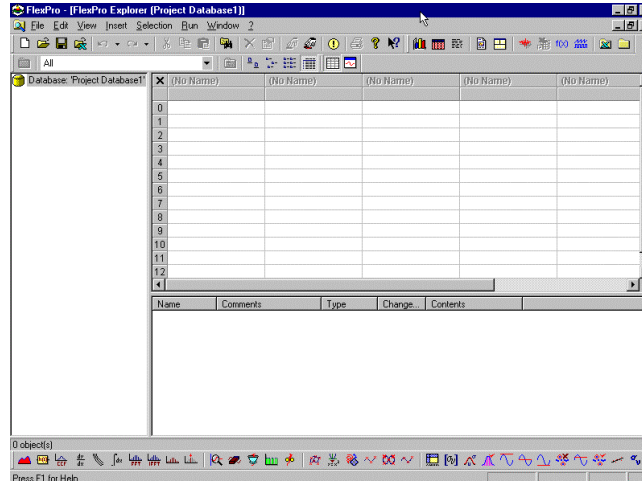 FlexPro - [FlexPro Explorer (Project Database1)]
File Edit View Insert Selection Run Window ?
All
Database: 'Project Database1'
(No Name) (No Name) (No Name) (No Name) (No Name)
0
1
2
3
4
5
6
7
8
9
10
11
12
Name Comments Type Change... Contents
0 object(s)
Press F1 for Help